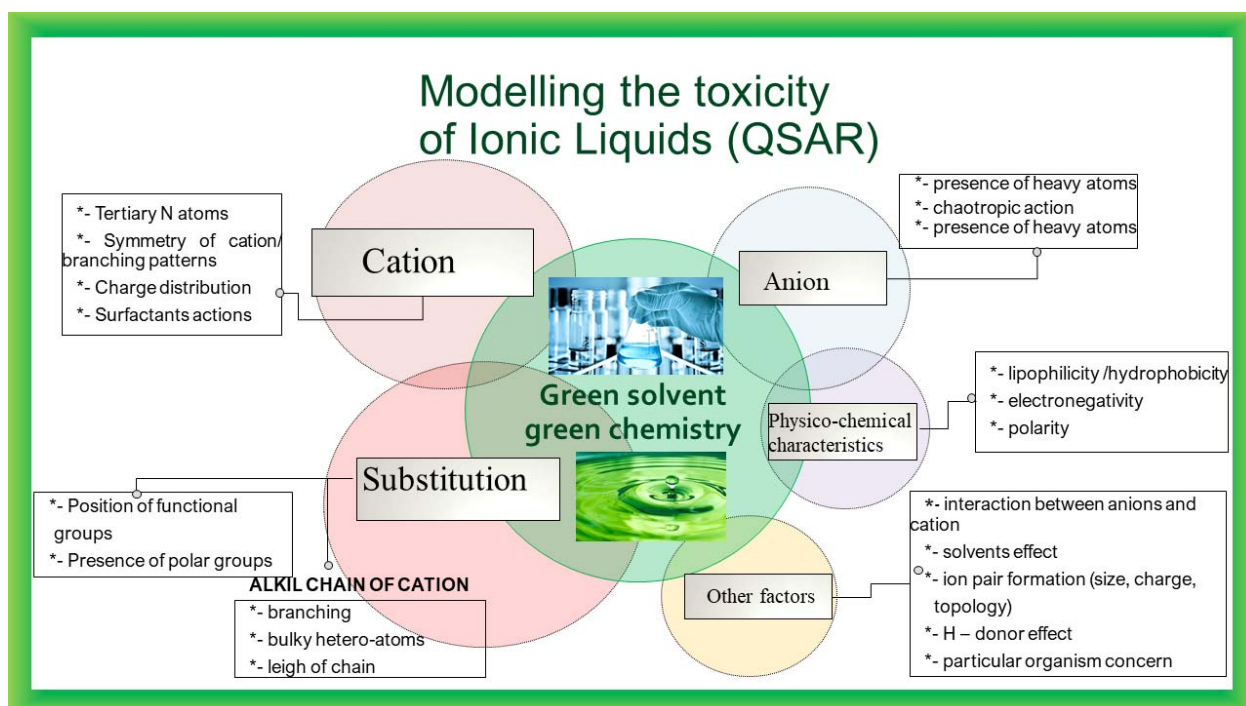 Modelling the toxicity
of Ionic Liquids (QSAR)
*- Tertiary N atoms
*- Symmetry of cation/
branching patterns
*- Charge distribution
*- Surfactants actions
Cation
*- presence of heavy atoms
*- chaotropic action
*- presence of heavy atoms
Anion
Green solvent
green chemistry
Physico-chemical
characteristics
*- lipophilicity /hydrophobicity
*- electronegativity
*- polarity
Substitution
*- Position of functional
groups
*- Presence of polar groups
ALKIL CHAIN OF CATION
*- branching
*- bulky hetero-atoms
*- leigh of chain
Other factors
*- interaction between anions and
cation
*- solvents effect
*- ion pair formation (size, charge,
topology)
*- H – donor effect
*- particular organism concern